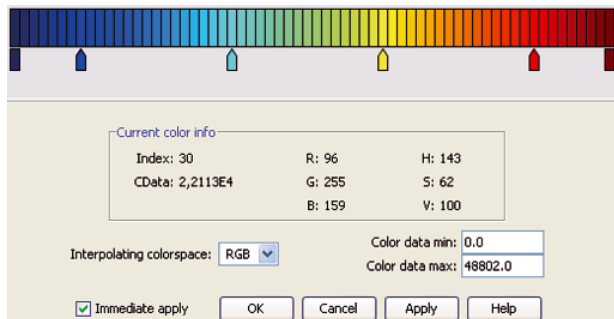 Current color info
Index: 30 R: 96 H: 143
CData: 2,2113E4 G: 255 S: 62
B: 159 V: 100
Interpolating colorspace: RGB Color data min: 0.0
Color data max: 48802.0
Immediate apply OK Cancel Apply Help